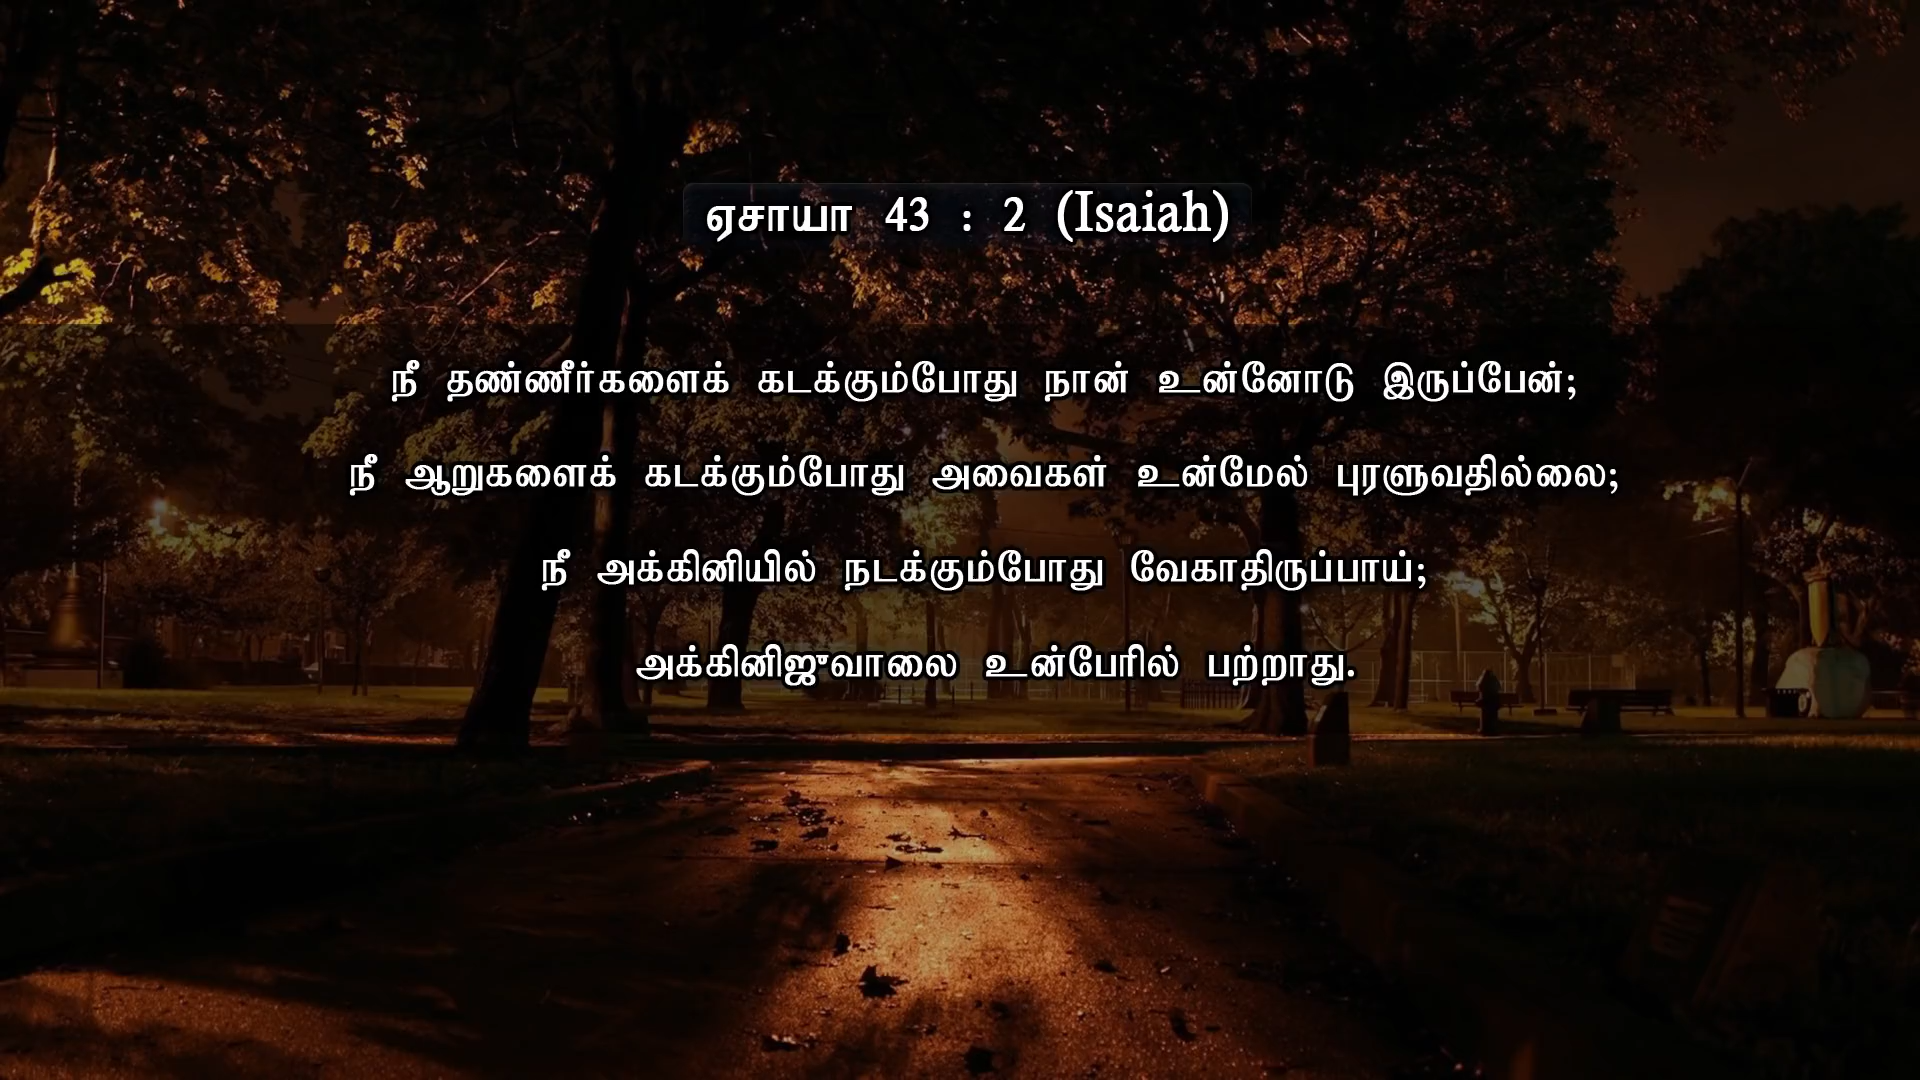 ஏசாயா 43 : 2 (Isaiah)
நீ தண்ணீர்களைக் கடக்கும்போது நான் உன்னோடு இருப்பேன்;
நீ ஆறுகளைக் கடக்கும்போது அவைகள் உன்மேல் புரளுவதில்லை;
நீ அக்கினியில் நடக்கும்போது வேகாதிருப்பாய்;
அக்கினிஜுவாலை உன்பேரில் பற்றாது.